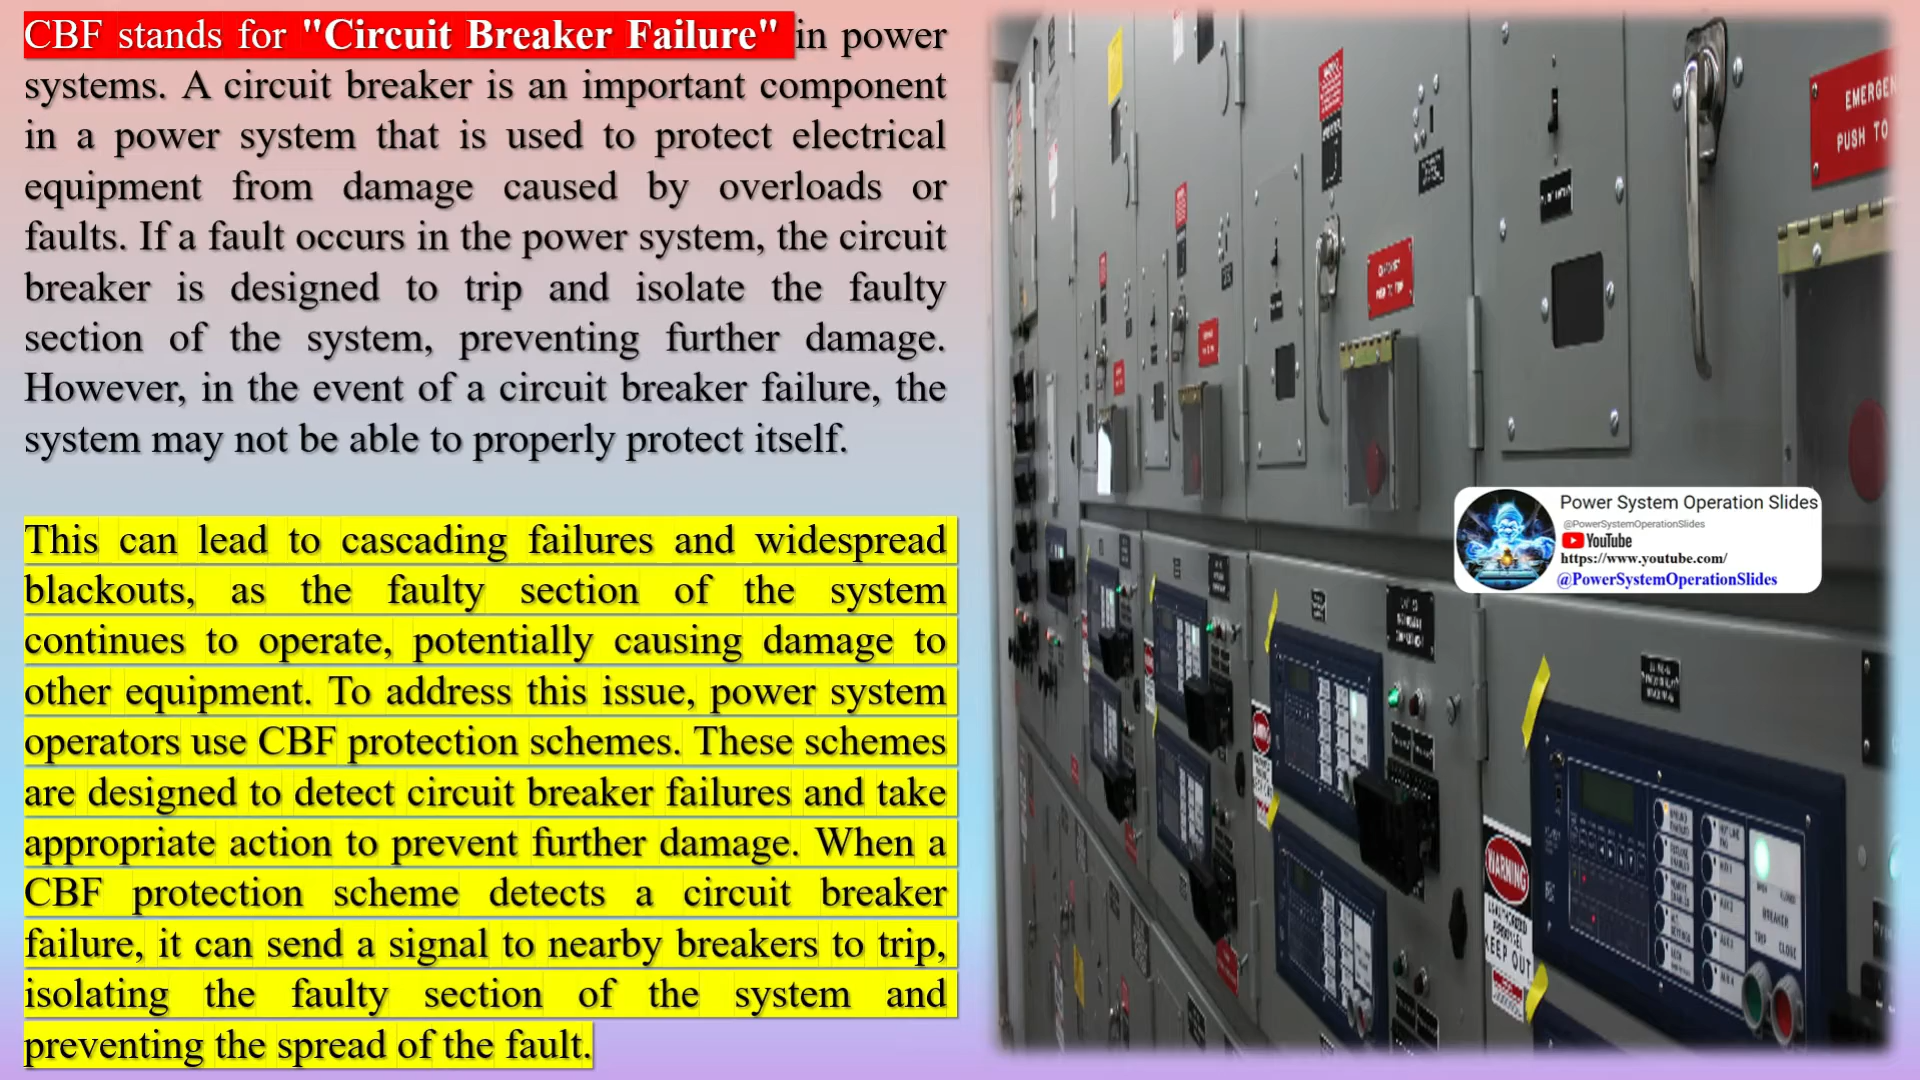 CBF stands for "Circuit Breaker Failure" in power
systems. A circuit breaker is an important component
in a power system that is used to protect electrical
equipment from damage caused by overloads or
faults. If a fault occurs in the power system, the circuit
breaker is designed to trip and isolate the faulty
section of the system, preventing further damage.
However, in the event of a circuit breaker failure, the
system may not be able to properly protect itself.
This can lead to cascading failures and widespread
blackouts, as the faulty section of the system
continues to operate, potentially causing damage to
other equipment. To address this issue, power system
operators use CBF protection schemes. These schemes
are designed to detect circuit breaker failures and take
appropriate action to prevent further damage. When a
CBF protection scheme detects a circuit breaker
failure, it can send a signal to nearby breakers to trip,
isolating the faulty section of the system and
preventing the spread of the fault.
EMERGEN
PUSH TO
Power System Operation Slides
@PowerSystemOperationSlides
YouTube
https://www.youtube.com/
@PowerSystemOperationSlides
WARNING
KEEP OUT
BREAKER
TRIP CLOSE